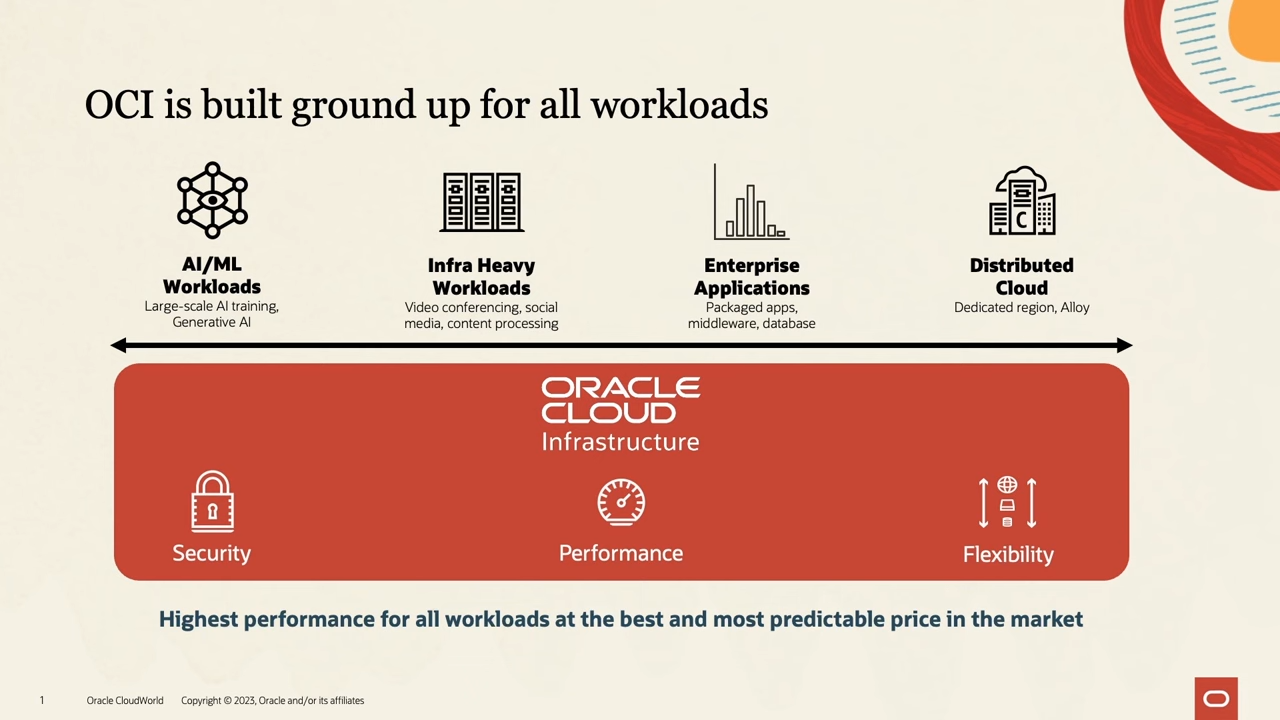 OCI is built ground up for all workloads
AI/ML
Workloads
Large-scale AI training,
Generative AI
Infra Heavy
Workloads
Video conferencing, social
media, content processing
Enterprise
Applications
Packaged apps,
middleware, database
C
Distributed
Cloud
Dedicated region, Alloy
ORACLE
CLOUD
Infrastructure
Security
Performance
Flexibility
Highest performance for all workloads at the best and most predictable price in the market
1 Oracle CloudWorld Copyright © 2023, Oracle and/or its affiliates